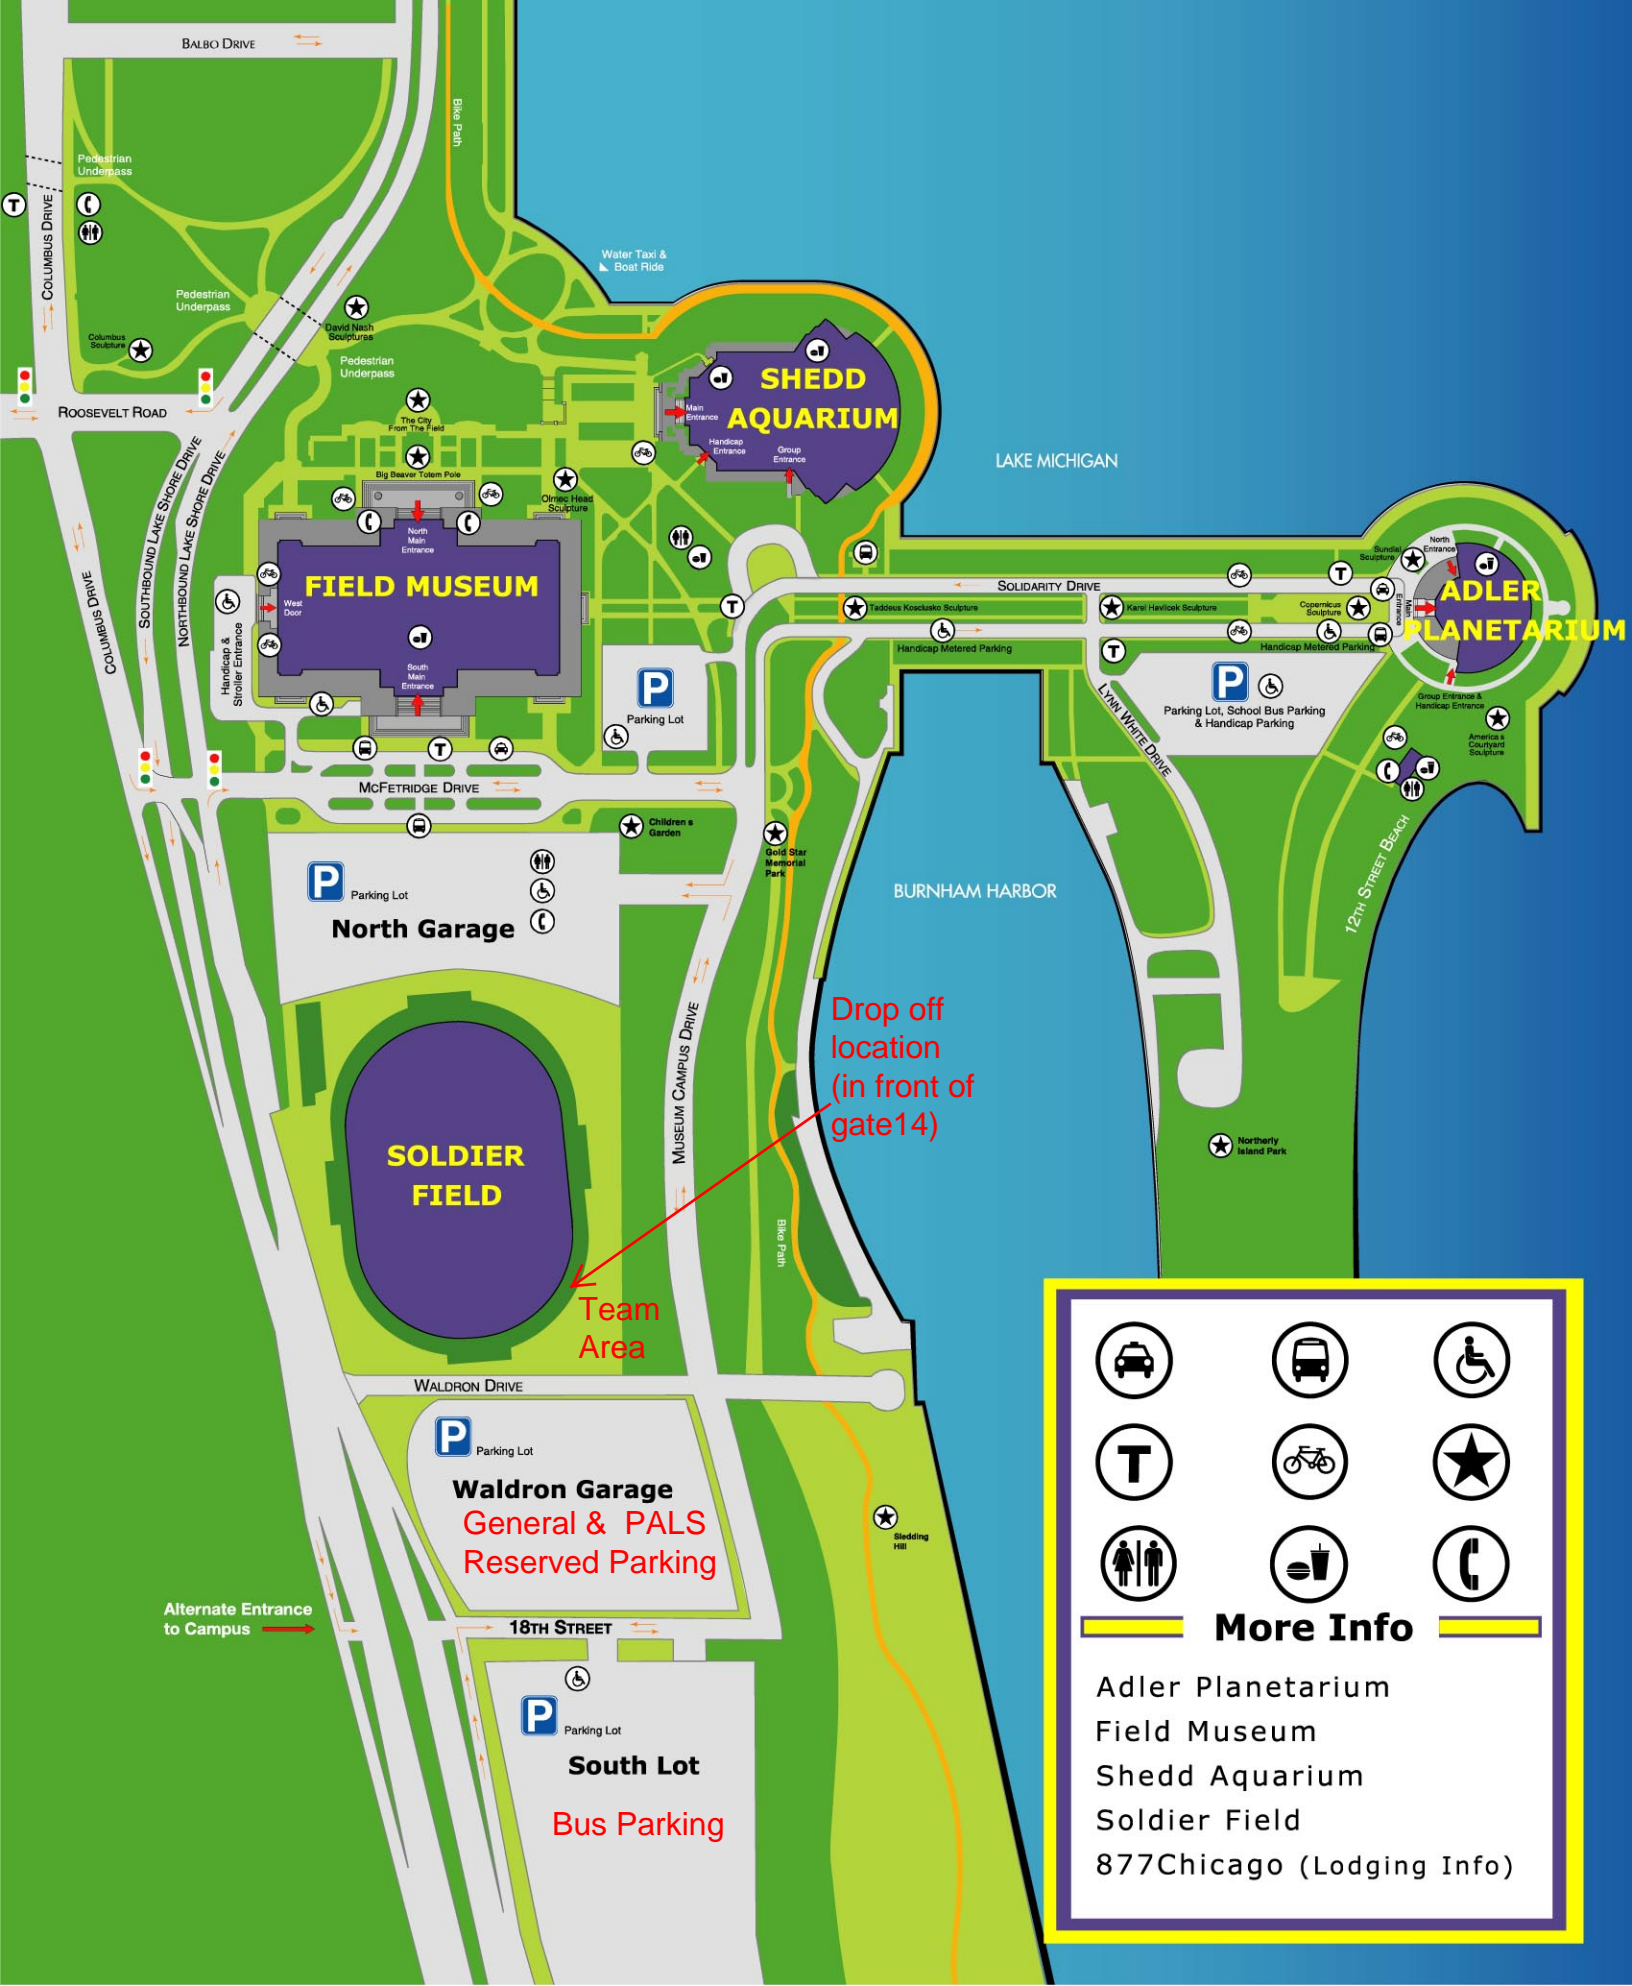 BALBO DRIVE
Bike Path
Pedestrian
Underpass
T
COLUMBUS DRIVE
Water Taxi &
Boat Ride
Pedestrian
Underpass
David Nash
Sculptures
Columbus
Sculpture
Pedestrian
Underpass
ROOSEVELT ROAD
The City
From The Field
Big Beaver Totem Pole
Olmec Head
Sculpture
SHEDD
AQUARIUM
Main
Entrance
Handicap
Entrance
Group
Entrance
LAKE MICHIGAN
SOUTHBOUND LAKE SHORE DRIVE
NORTHBOUND LAKE SHORE DRIVE
COLUMBUS DRIVE
North
Main
Entrance
FIELD MUSEUM
West
Door
South
Main
Entrance
Handicap &
Stroller Entrance
T
SOLIDARITY DRIVE
Taddeus Kosciusko Sculpture
Karel Havlicek Sculpture
Copernicus
Sculpture
T
Sundial
Sculpture
North
Entrance
Main
Entrance
ADLER
PLANETARIUM
Handicap Metered Parking
Handicap Metered Parking
T
P
Parking Lot, School Bus Parking
& Handicap Parking
Group Entrance &
Handicap Entrance
America s
Courtyard
Sculpture
LYNN WHITE DRIVE
12TH STREET BEACH
P
Parking Lot
T
MCFETRIDGE DRIVE
Children s
Garden
Gold Star
Memorial
Park
P
Parking Lot
North Garage
BURNHAM HARBOR
Drop off
location
(in front of
gate14)
MUSEUM CAMPUS DRIVE
Northerly
Island Park
SOLDIER
FIELD
Bike Path
Team
Area
WALDRON DRIVE
P
Parking Lot
Waldron Garage
General & PALS
Reserved Parking
Sledding
Hill
Alternate Entrance
to Campus
18TH STREET
P
Parking Lot
South Lot
Bus Parking
T
More Info
Adler Planetarium
Field Museum
Shedd Aquarium
Soldier Field
877Chicago (Lodging Info)